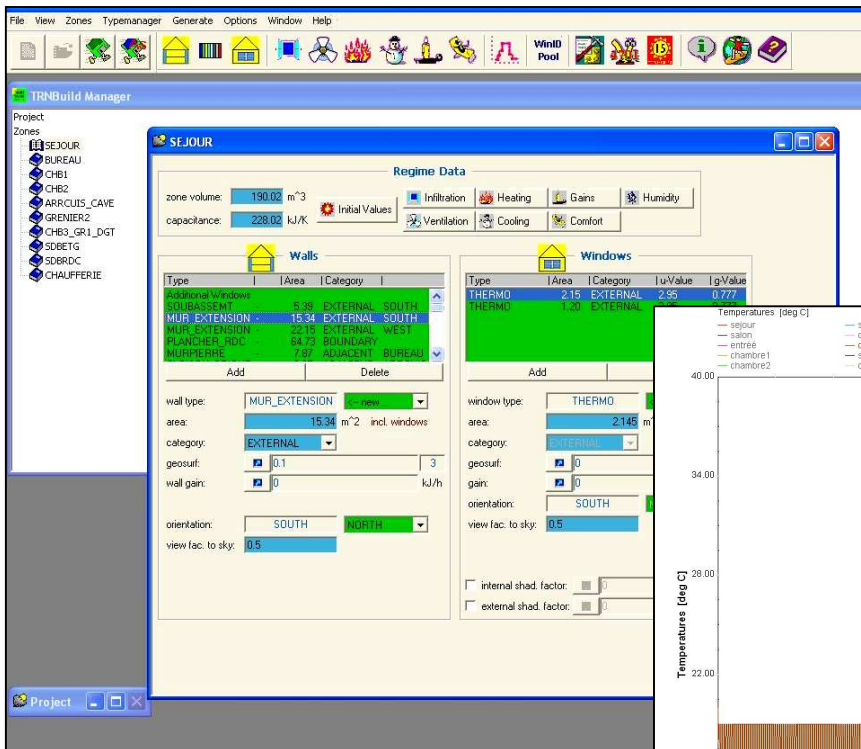 File View Zones Typemanager Generate Options Window Help
WinID Pool
15
TRNBuild Manager
Project
Zones
SEJOUR
BUREAU
CHB1
CHB2
ARRCUIS_CAVE
GRENIER2
CHB3_GR1_DGT
SDBETG
SDBRDC
CHAUFFERIE
SEJOUR
Regime Data
zone volume: 190.02 m^3
capacitance: 228.02 kJ/K
Initial Values
Infiltration Heating Gains Humidity
Ventilation Cooling Comfort
Walls
Type | | Area | Category |
Additional Windows
SOUBASSEMT - 5.39 EXTERNAL SOUTH
MUR_EXTENSION - 15.34 EXTERNAL SOUTH
MUR_EXTENSION - 22.15 EXTERNAL WEST
PLANCHER_RDC - 64.73 BOUNDARY
MURPIERRE - 7.87 ADJACENT BUREAU
Add Delete
wall type: MUR_EXTENSION <-- new
area: 15.34 m^2 incl. windows
category: EXTERNAL
geosurf: 0.1 3
wall gain: 0 kJ/h
orientation: SOUTH NORTH
view fac. to sky: 0.5
Windows
Type | Area | Category | u-Value | g-Value
THERMO 2.15 EXTERNAL 2.95 0.777
THERMO 1.20 EXTERNAL
Add
window type: THERMO
area: 2.145 m^
category: EXTERNAL
geosurf: 0
gain: 0
orientation: SOUTH
view fac. to sky: 0.5
internal shad. factor: 0
external shad. factor: 0
Temperatures [deg C]
sejour
salon
entréé
chambre1
chambre2
40.00
34.00
28.00
22.00
Temperatures [deg C]
Project